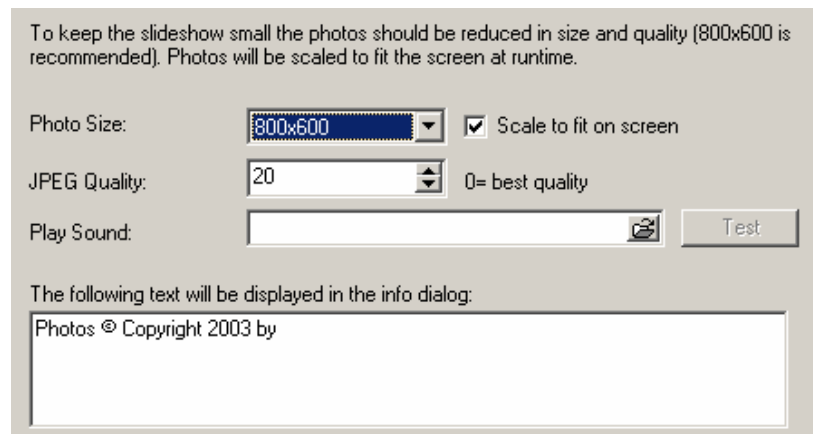 To keep the slideshow small the photos should be reduced in size and quality (800x600 is
recommended). Photos will be scaled to fit the screen at runtime.
Photo Size: 800x600 Scale to fit on screen
JPEG Quality: 20 0= best quality
Play Sound: Test
The following text will be displayed in the info dialog:
Photos © Copyright 2003 by